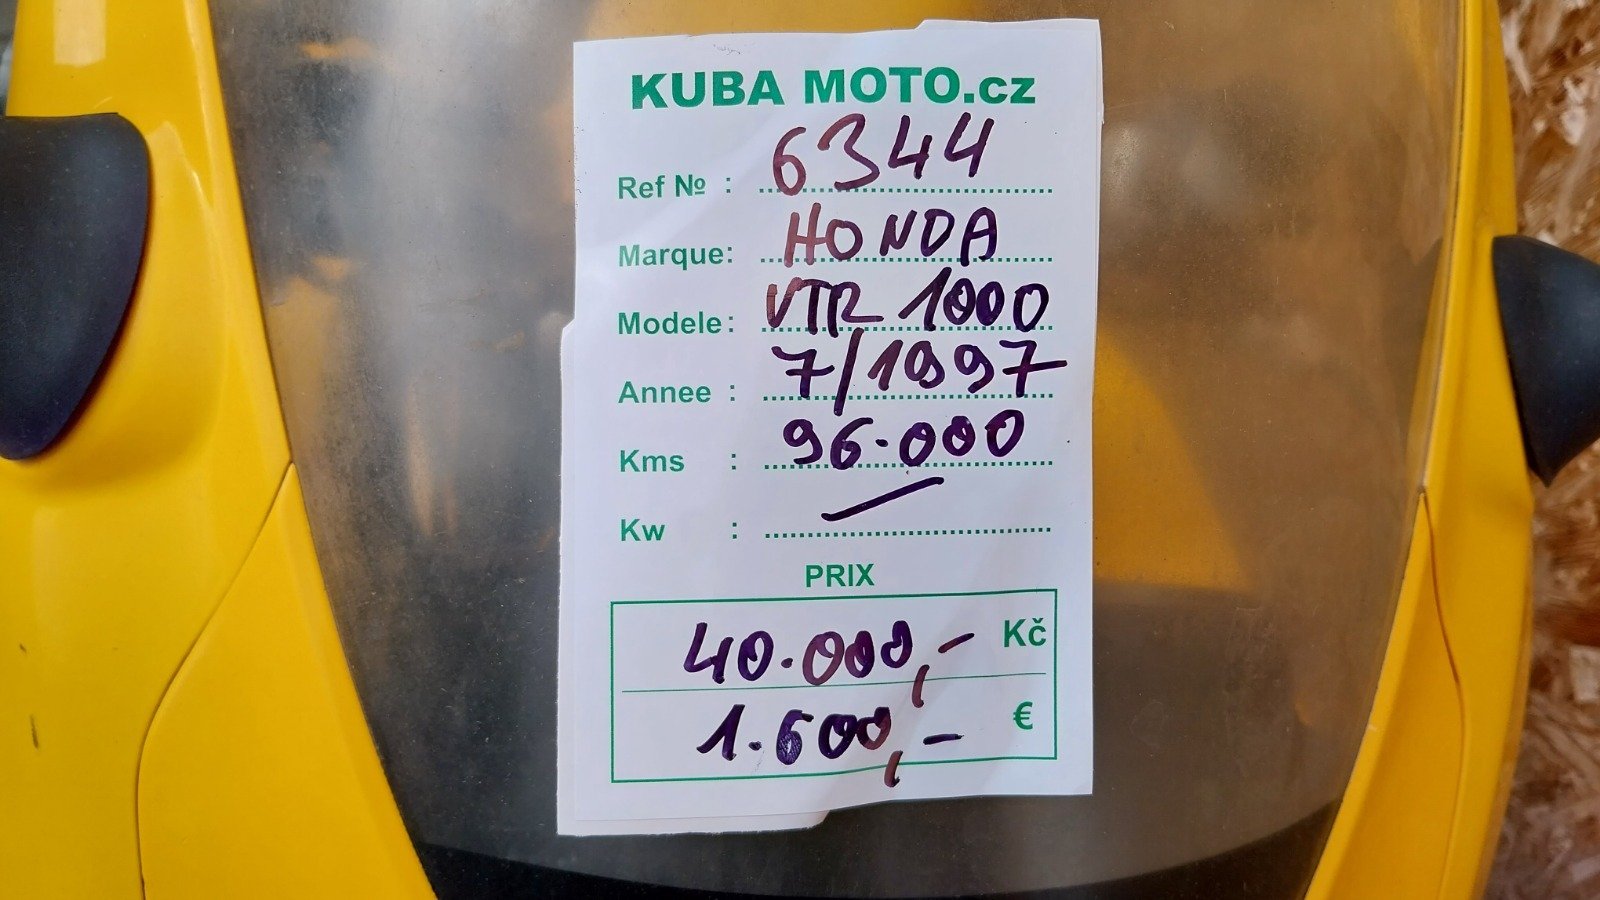 KUBA MOTO.cz
Ref № : 6344
Marque: HONDA
Modele: VTR 1000
Annee : 7/1997
Kms : 96.000
Kw : —
PRIX
40.000,- Kč
1.600,- €